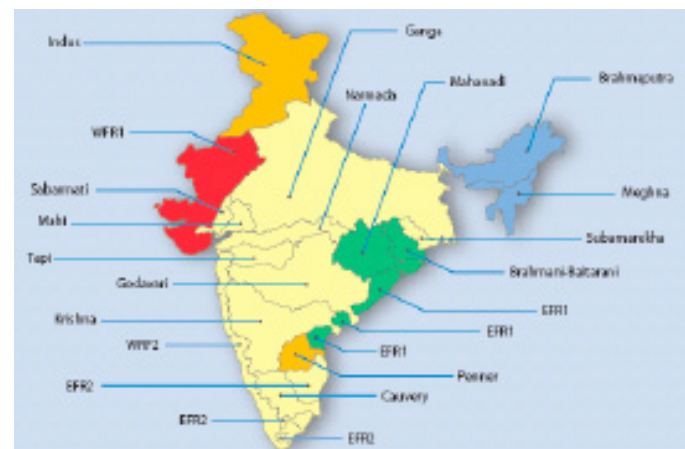 Indus
Ganga
Narmada
Mahanadi
Brahmaputra
WFR1
Sabarmati
Meghna
Mahi
Subarnarekha
Tapi
Brahmani-Baitarani
Godavari
EFR1
Krishna
EFR1
WFR2
EFR1
EFR2
Penner
Cauvery
EFR2
EFR2